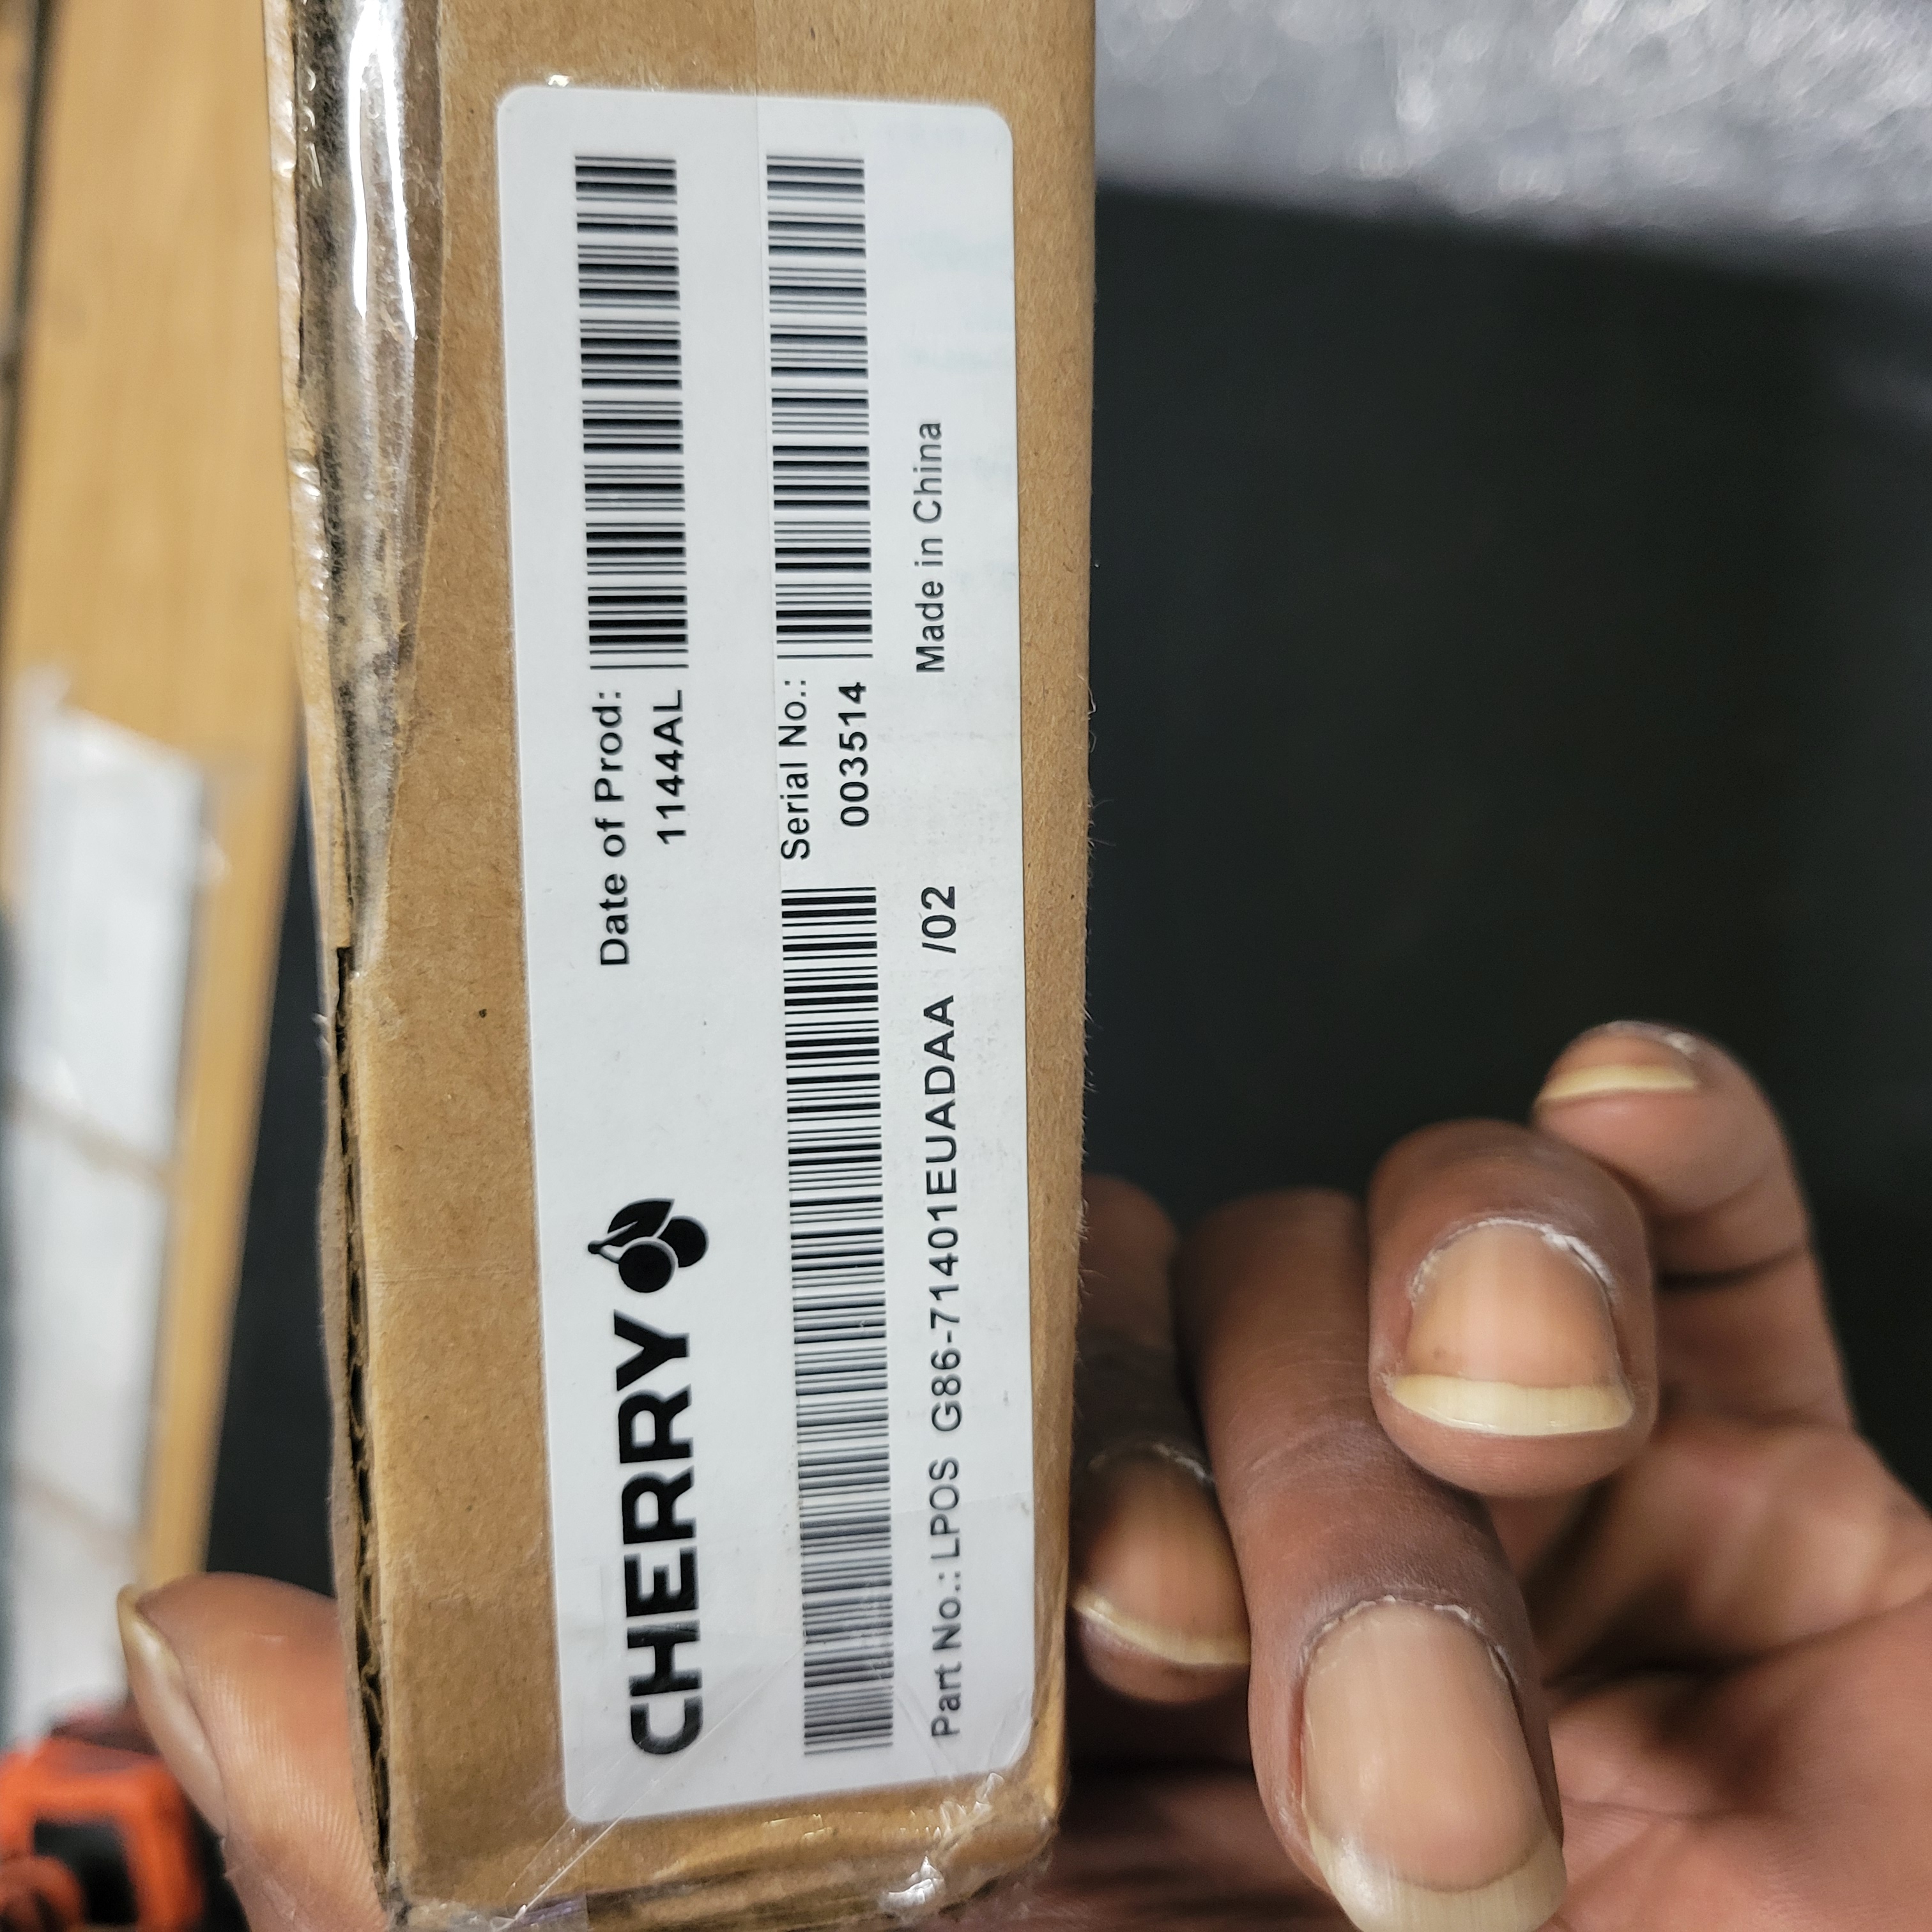 CHERRY
Date of Prod:
1144AL
Serial No.:
003514
Part No.: LPOS G86-71401EUADAA /02
Made in China